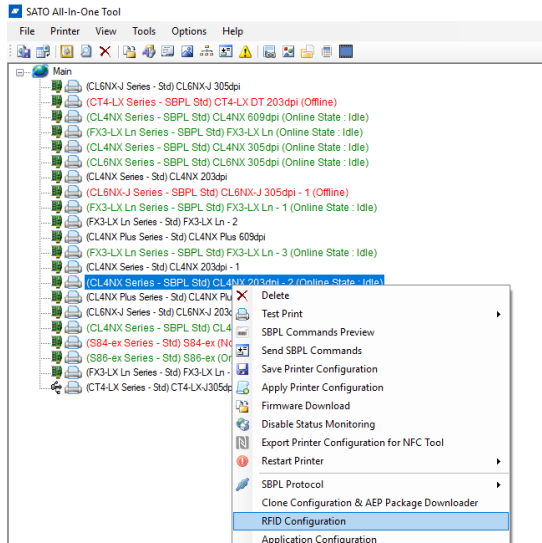 SATO All-In-One Tool
File Printer View Tools Options Help
Main
(CL6NX-J Series - Std) CL6NX-J 305dpi
(CT4-LX Series - SBPL Std) CT4-LX DT 203dpi (Offline)
(CL4NX Series - SBPL Std) CL4NX 609dpi (Online State : Idle)
(FX3-LX Ln Series - SBPL Std) FX3-LX Ln (Online State : Idle)
(CL4NX Series - SBPL Std) CL4NX 305dpi (Online State : Idle)
(CL6NX Series - SBPL Std) CL6NX 305dpi (Online State : Idle)
(CL4NX Series - Std) CL4NX 203dpi
(CL6NX-J Series - SBPL Std) CL6NX-J 305dpi - 1 (Offline)
(FX3-LX Ln Series - SBPL Std) FX3-LX Ln - 1 (Online State : Idle)
(FX3-LX Ln Series - Std) FX3-LX Ln - 2
(CL4NX Plus Series - Std) CL4NX Plus 609dpi
(FX3-LX Ln Series - SBPL Std) FX3-LX Ln - 3 (Online State : Idle)
(CL4NX Series - Std) CL4NX 203dpi - 1
(CL4NX Series - SBPL Std) CL4NX 203dpi - 2 (Online State : Idle)
(CL4NX Plus Series - Std) CL4NX Plu
(CL6NX-J Series - Std) CL6NX-J 203d
(CL4NX Series - SBPL Std) CL4
(S84-ex Series - Std) S84-ex (No
(S86-ex Series - Std) S86-ex (On
(FX3-LX Ln Series - Std) FX3-LX Ln -
(CT4-LX Series - Std) CT4-LX-J305dp
Delete
Test Print
SBPL Commands Preview
Send SBPL Commands
Save Printer Configuration
Apply Printer Configuration
Firmware Download
Disable Status Monitoring
Export Printer Configuration for NFC Tool
Restart Printer
SBPL Protocol
Clone Configuration & AEP Package Downloader
RFID Configuration
Application Configuration